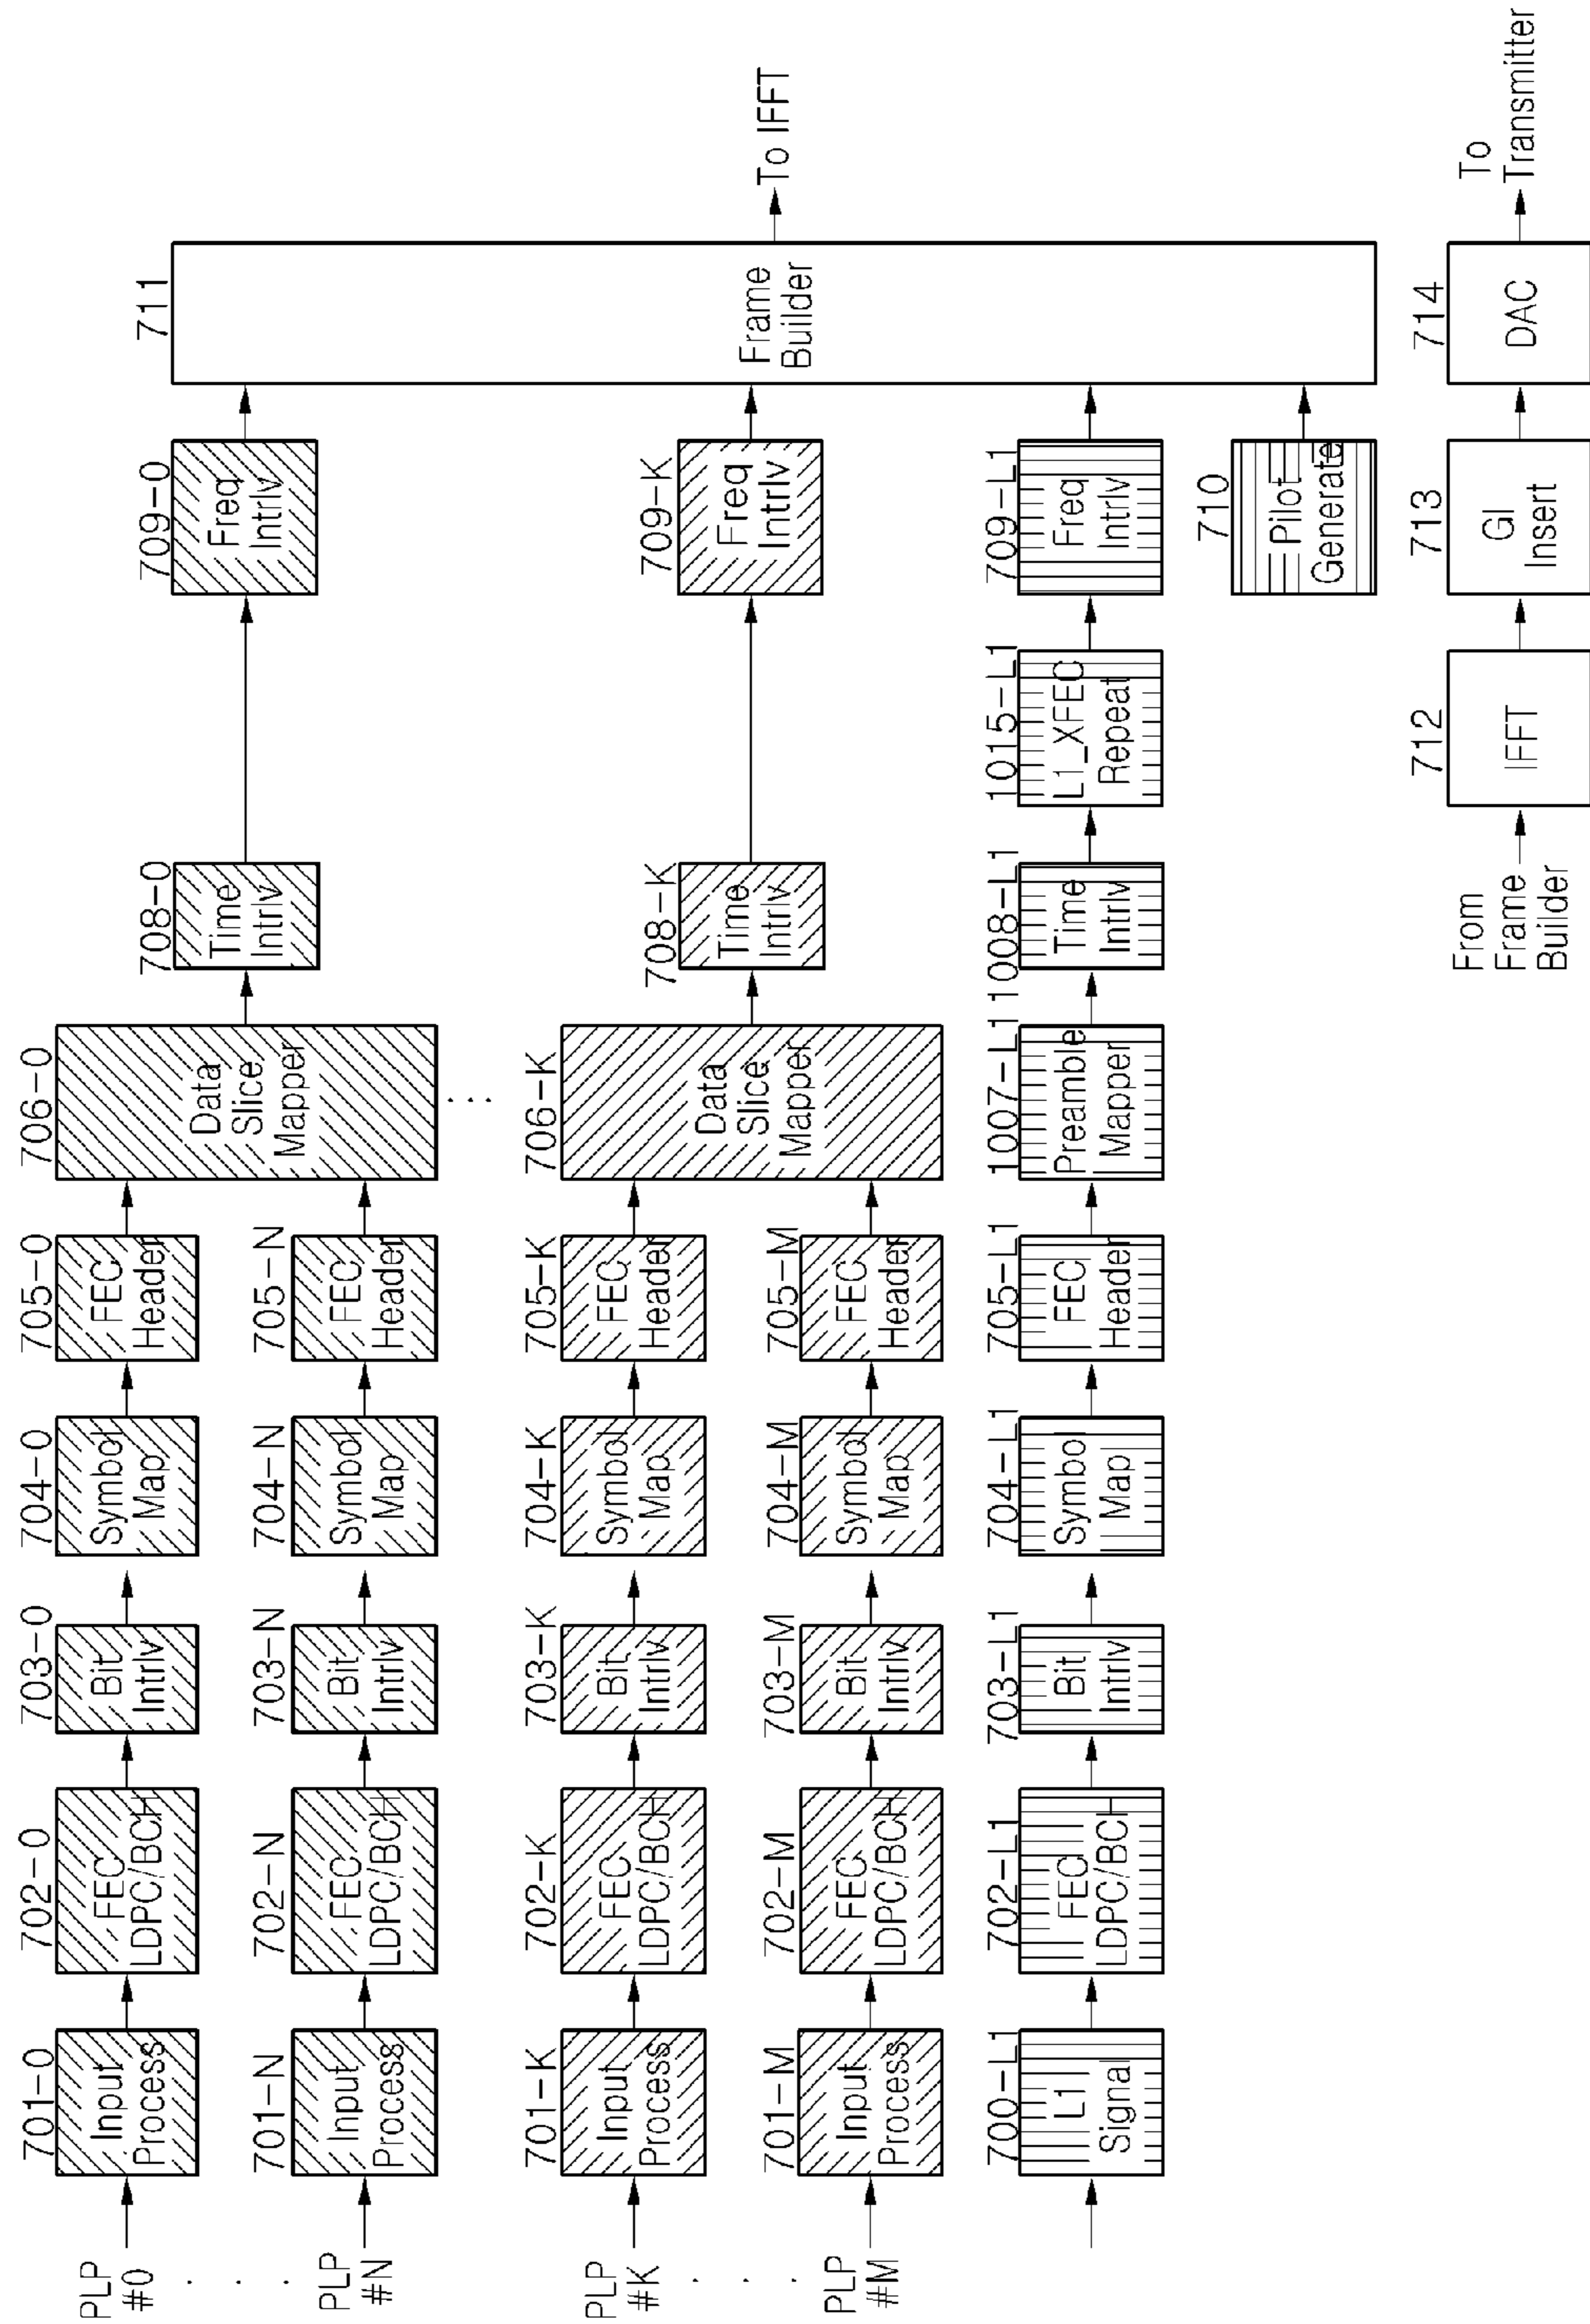 701-0
702-0
703-0
704-0
705-0
706-0
708-0
709-0
711
PLP
#0
Input
Process
FEC
LDPC/BCH
Bit
Intrlv
Symbol
Map
FEC
Header
Data
Slice
Mapper
Time
Intrlv
Freq
Intrlv
Frame
Builder
To IFFT
701-N
702-N
703-N
704-N
705-N
PLP
#N
Input
Process
FEC
LDPC/BCH
Bit
Intrlv
Symbol
Map
FEC
Header
701-K
702-K
703-K
704-K
705-K
706-K
708-K
709-K
PLP
#K
Input
Process
FEC
LDPC/BCH
Bit
Intrlv
Symbol
Map
FEC
Header
Data
Slice
Mapper
Time
Intrlv
Freq
Intrlv
701-M
702-M
703-M
704-M
705-M
PLP
#M
Input
Process
FEC
LDPC/BCH
Bit
Intrlv
Symbol
Map
FEC
Header
700-L1
702-L1
703-L1
704-L1
705-L1
1007-L1
1008-L1
1015-L1
709-L1
L1
Signal
FEC
LDPC/BCH
Bit
Intrlv
Symbol
Map
FEC
Header
Preamble
Mapper
Time
Intrlv
L1_XFEC
Repeat
Freq
Intrlv
710
Pilot
Generate
712
713
714
From
Frame
Builder
IFFT
GI
Insert
DAC
To
Transmitter